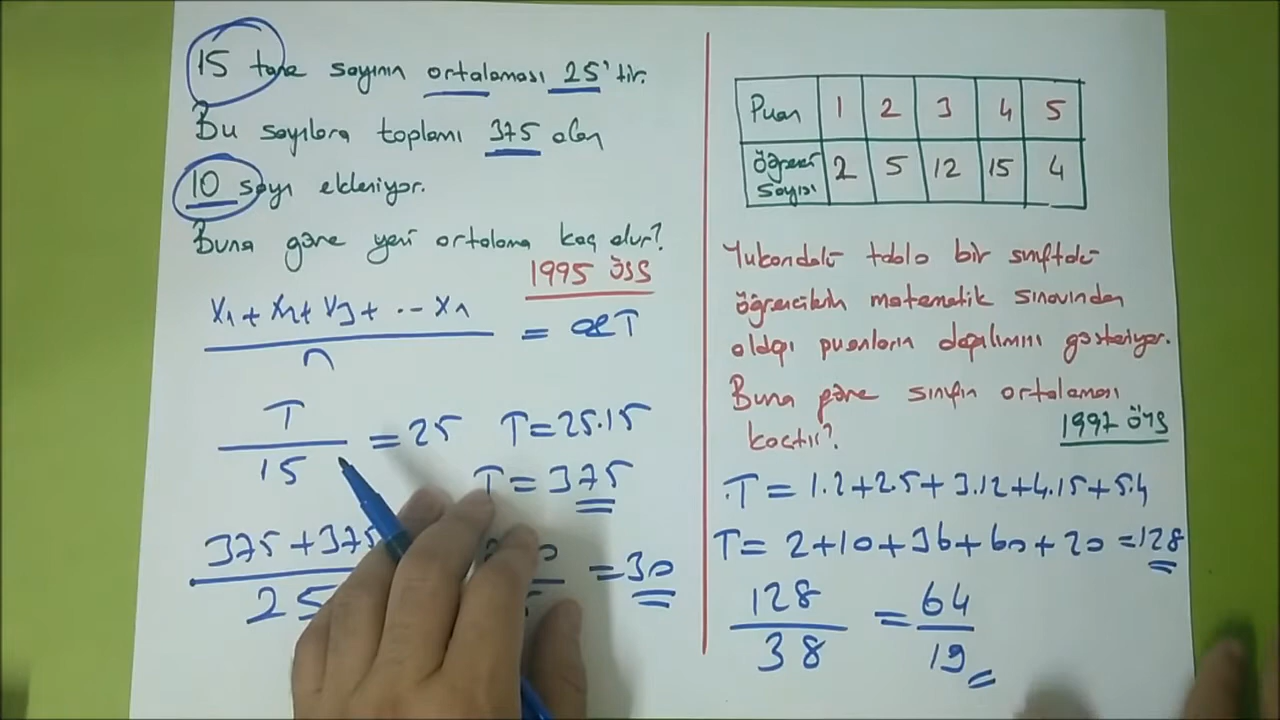 15 tane sayının ortalaması 25'tir.
Bu sayılara toplamı 375 olan
10 sayı ekleniyor.
Buna göre yeni ortalama kaç olur?
1995 ÖSS
x₁ + x₂ + x₃ + ... x₁
n
= ORT
T
15
= 25 T = 25.15
T = 375
375 + 375
25
= 30
Puan 1 2 3 4 5
Öğrenci sayısı 2 5 12 15 4
Yukarıdaki tablo bir sınıftaki
öğrencilerin matematik sınavından
aldığı puanların dağılımını gösteriyor.
Buna göre sınıfın ortalaması
kaçtır?
1997 ÖYS
T = 1.2+2.5+3.12+4.15+5.4
T = 2+10+36+60+20 = 128
128
38
=
64
19